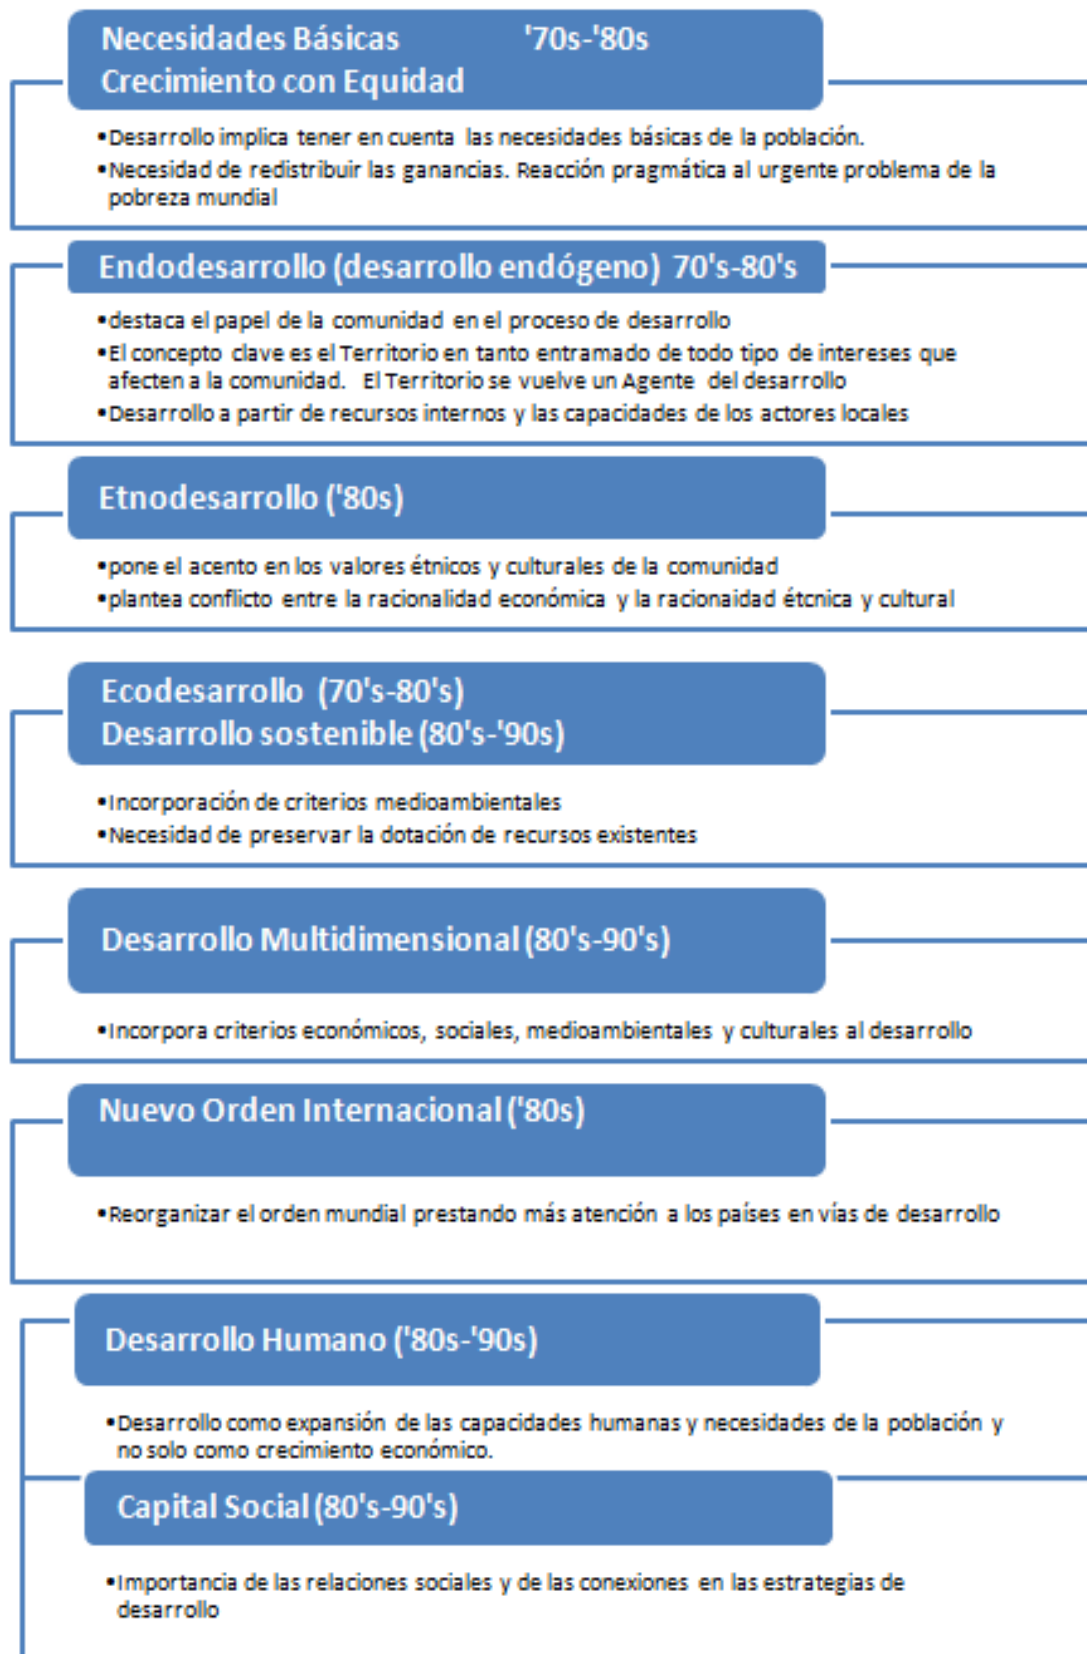 Necesidades Básicas '70s-'80s
Crecimiento con Equidad
•Desarrollo implica tener en cuenta las necesidades básicas de la población.
•Necesidad de redistribuir las ganancias. Reacción pragmática al urgente problema de la
pobreza mundial
Endodesarrollo (desarrollo endógeno) 70's-80's
•destaca el papel de la comunidad en el proceso de desarrollo
•El concepto clave es el Territorio en tanto entramado de todo tipo de intereses que
afecten a la comunidad. El Territorio se vuelve un Agente del desarrollo
•Desarrollo a partir de recursos internos y las capacidades de los actores locales
Etnodesarrollo ('80s)
•pone el acento en los valores étnicos y culturales de la comunidad
•plantea conflicto entre la racionalidad económica y la racionaidad étcnica y cultural
Ecodesarrollo (70's-80's)
Desarrollo sostenible (80's-'90s)
•Incorporación de criterios medioambientales
•Necesidad de preservar la dotación de recursos existentes
Desarrollo Multidimensional (80's-90's)
•Incorpora criterios económicos, sociales, medioambientales y culturales al desarrollo
Nuevo Orden Internacional ('80s)
•Reorganizar el orden mundial prestando más atención a los países en vías de desarrollo
Desarrollo Humano ('80s-'90s)
•Desarrollo como expansión de las capacidades humanas y necesidades de la población y
no solo como crecimiento económico.
Capital Social (80's-90's)
•Importancia de las relaciones sociales y de las conexiones en las estrategias de
desarrollo